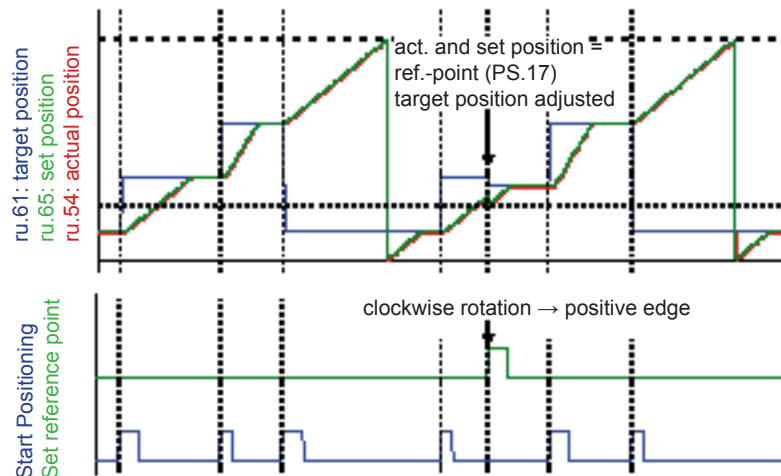 ru.61: target position
ru.65: set position
ru.54: actual position
act. and set position =
ref.-point (PS.17)
target position adjusted
clockwise rotation → positive edge
Start Positioning
Set reference point